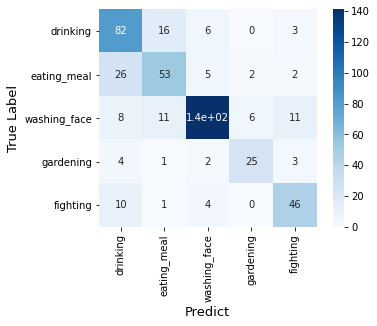 drinking 82 16 6 0 3 140
eating_meal 26 53 5 2 2 120
100
washing_face 8 11 1.4e+02 6 11 80
60
gardening 4 1 2 25 3 40
fighting 10 1 4 0 46 20
0
drinking eating_meal washing_face gardening fighting
True Label
Predict